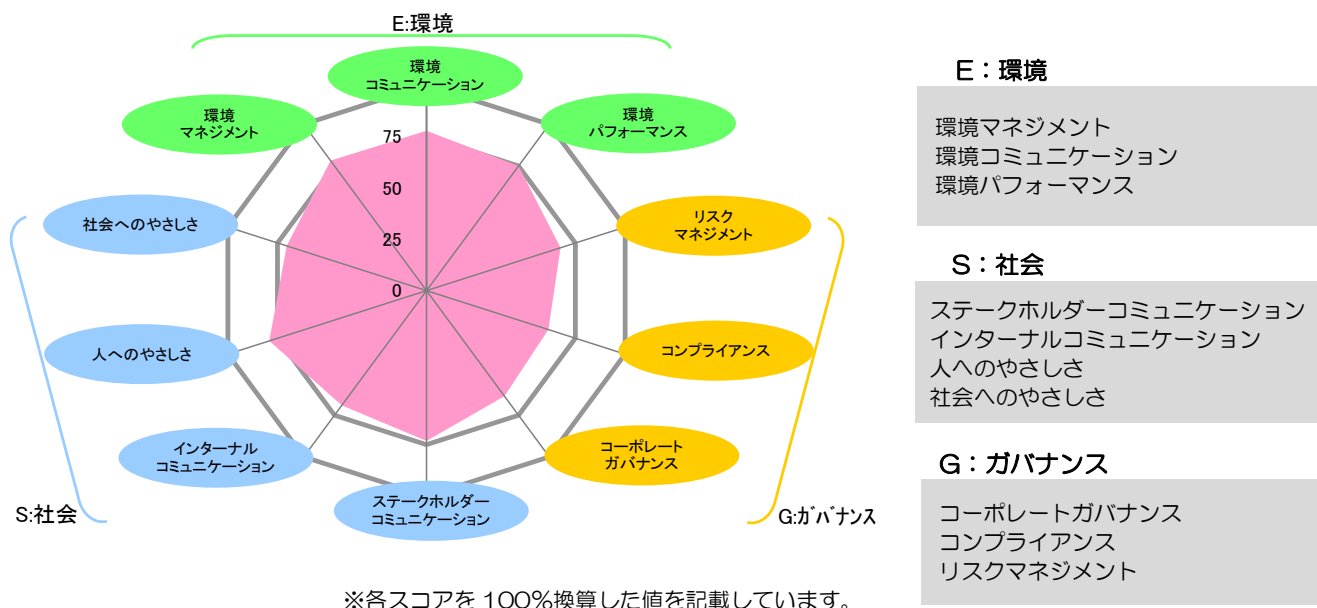 E:環境
環境
コミュニケーション
環境
マネジメント
環境
パフォーマンス
75
50
25
0
社会へのやさしさ
リスク
マネジメント
人へのやさしさ
コンプライアンス
インターナル
コミュニケーション
コーポレート
ガバナンス
ステークホルダー
コミュニケーション
S:社会
G:ガバナンス
※各スコアを 100%換算した値を記載しています。
E:環境
環境マネジメント
環境コミュニケーション
環境パフォーマンス
S:社会
ステークホルダーコミュニケーション
インターナルコミュニケーション
人へのやさしさ
社会へのやさしさ
G:ガバナンス
コーポレートガバナンス
コンプライアンス
リスクマネジメント